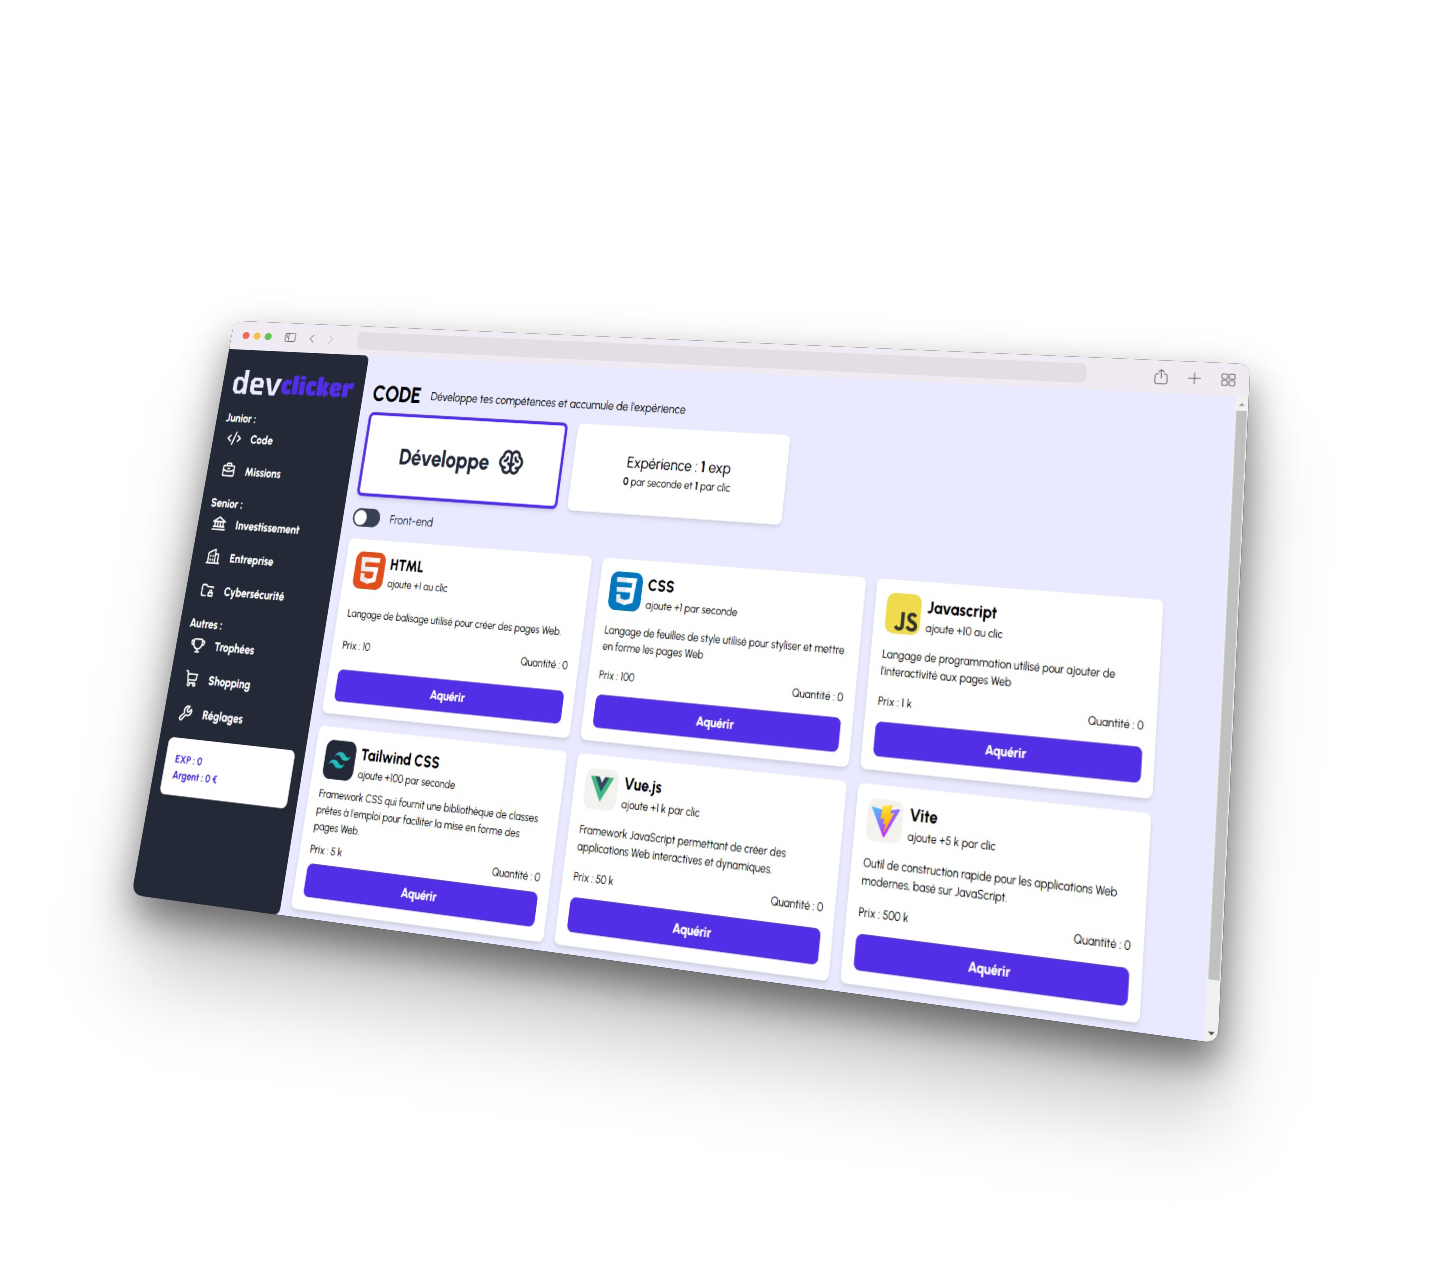 devclicker
Junior :
Code
Missions
Senior :
Investissement
Entreprise
Cybersécurité
Autres :
Trophées
Shopping
Réglages
EXP : 0
Argent : 0 €
CODE Développe tes compétences et accumule de l'expérience
Développe
Expérience : 1 exp
0 par seconde et 1 par clic
Front-end
HTML
ajoute +1 au clic
Langage de balisage utilisé pour créer des pages Web.
Prix : 10
Quantité : 0
Aquérir
CSS
ajoute +1 par seconde
Langage de feuilles de style utilisé pour styliser et mettre
en forme les pages Web
Prix : 100
Quantité : 0
Aquérir
JS
Javascript
ajoute +10 au clic
Langage de programmation utilisé pour ajouter de
l'interactivité aux pages Web
Prix : 1 k
Quantité : 0
Aquérir
Tailwind CSS
ajoute +100 par seconde
Framework CSS qui fournit une bibliothèque de classes
prêtes à l'emploi pour faciliter la mise en forme des
pages Web.
Prix : 5 k
Quantité : 0
Aquérir
Vue.js
ajoute +1 k par clic
Framework JavaScript permettant de créer des
applications Web interactives et dynamiques.
Prix : 50 k
Quantité : 0
Aquérir
Vite
ajoute +5 k par clic
Outil de construction rapide pour les applications Web
modernes, basé sur JavaScript.
Prix : 500 k
Quantité : 0
Aquérir